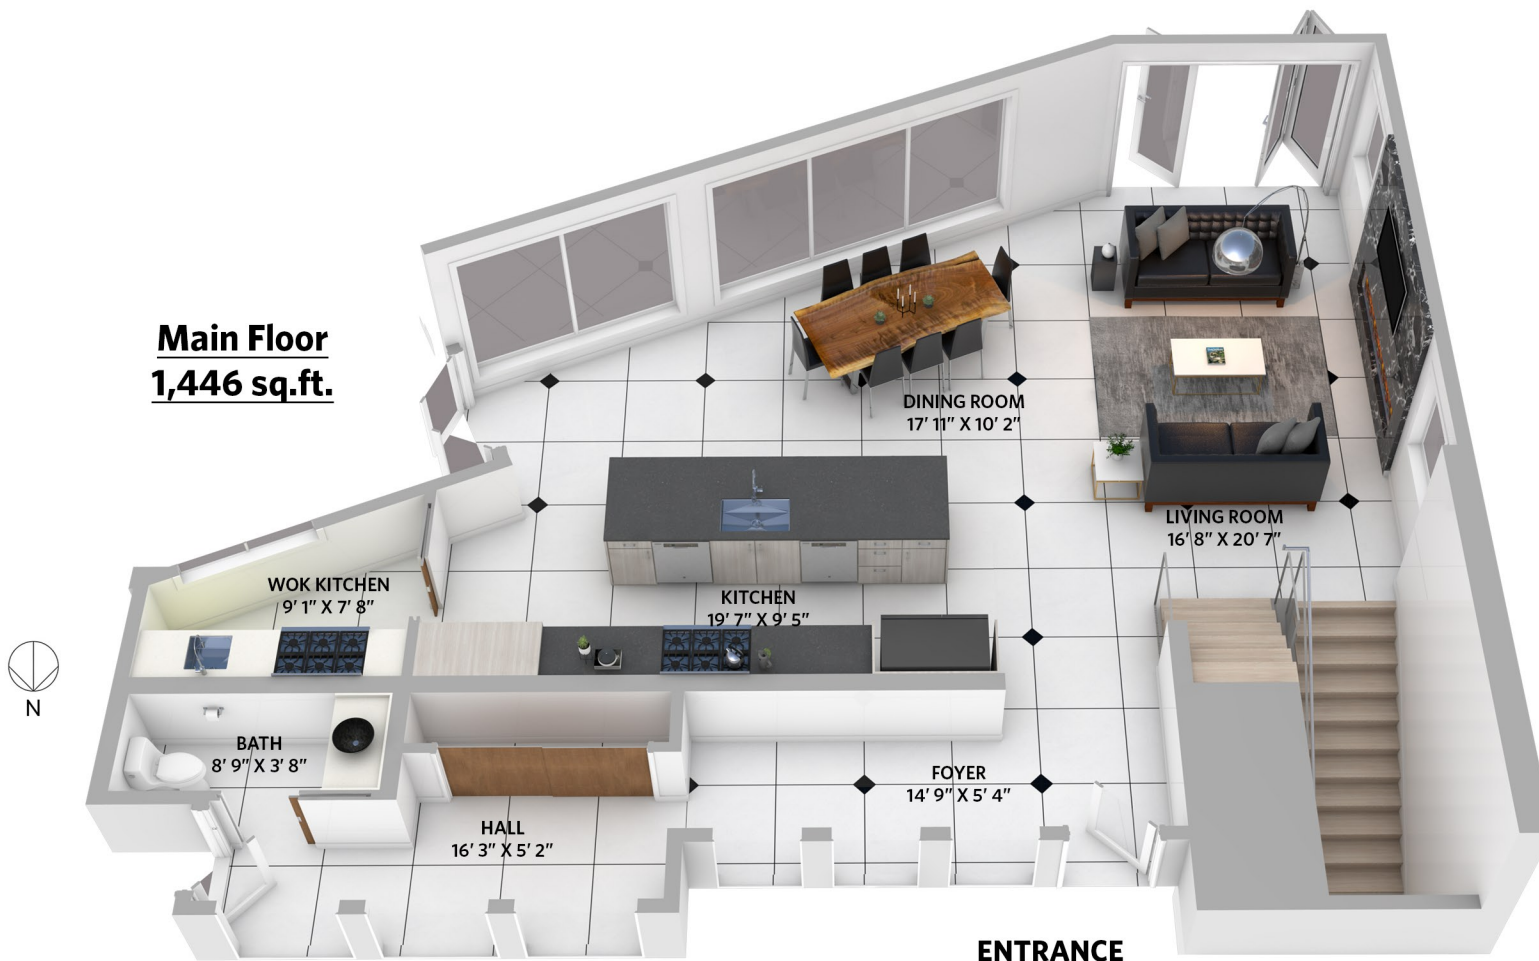 Main Floor
1,446 sq.ft.
DINING ROOM
17' 11" X 10' 2"
LIVING ROOM
16' 8" X 20' 7"
WOK KITCHEN
9' 1" X 7' 8"
KITCHEN
19' 7" X 9' 5"
N
BATH
8' 9" X 3' 8"
FOYER
14' 9" X 5' 4"
HALL
16' 3" X 5' 2"
ENTRANCE